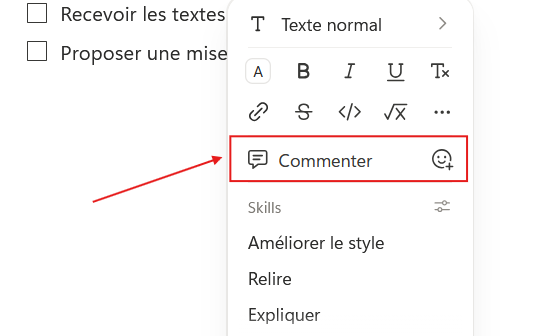 Recevoir les textes
Proposer une mise
Texte normal
A B I U Tx
</> √x ...
Commenter
Skills
Améliorer le style
Relire
Expliquer